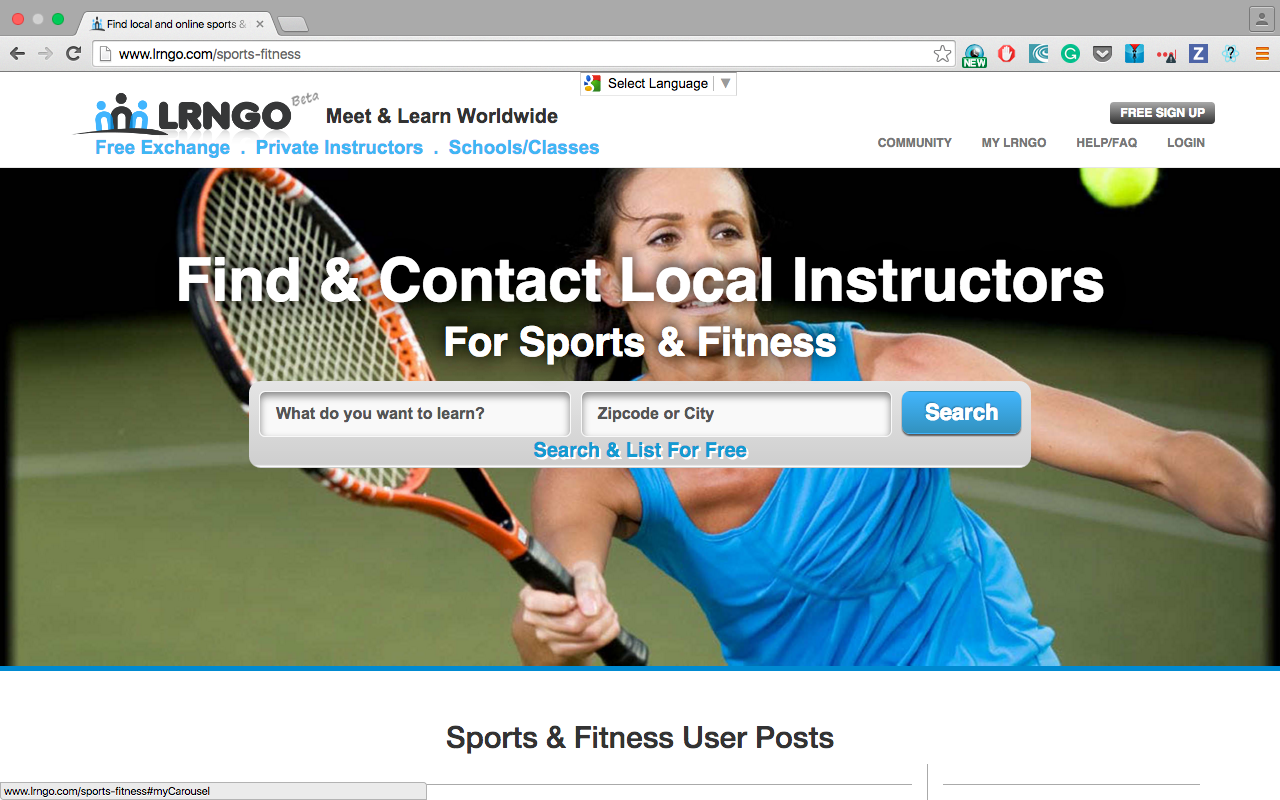 Find local and online sports &
www.lrngo.com/sports-fitness
NEW
Select Language ▼
LRNGO Beta
Meet & Learn Worldwide
FREE SIGN UP
Free Exchange . Private Instructors . Schools/Classes
COMMUNITY MY LRNGO HELP/FAQ LOGIN
Find & Contact Local Instructors
For Sports & Fitness
What do you want to learn? Zipcode or City Search
Search & List For Free
Sports & Fitness User Posts
www.lrngo.com/sports-fitness#myCarousel